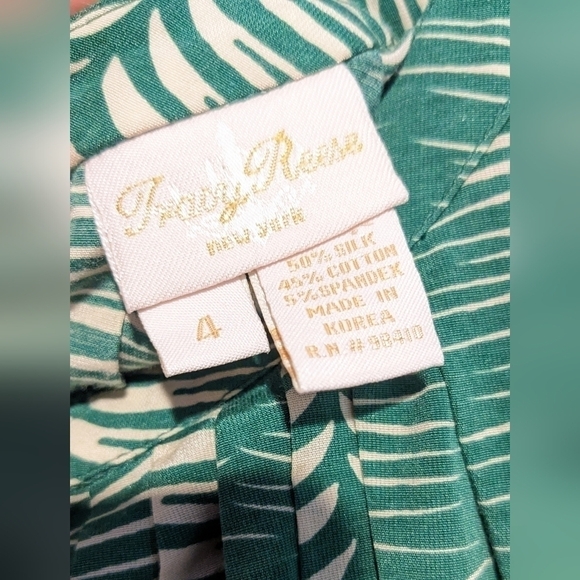 Tracy Reese
NEW YORK
4
50% SILK
45% COTTON
5% SPANDEX
MADE IN
KOREA
R.N.# 98410